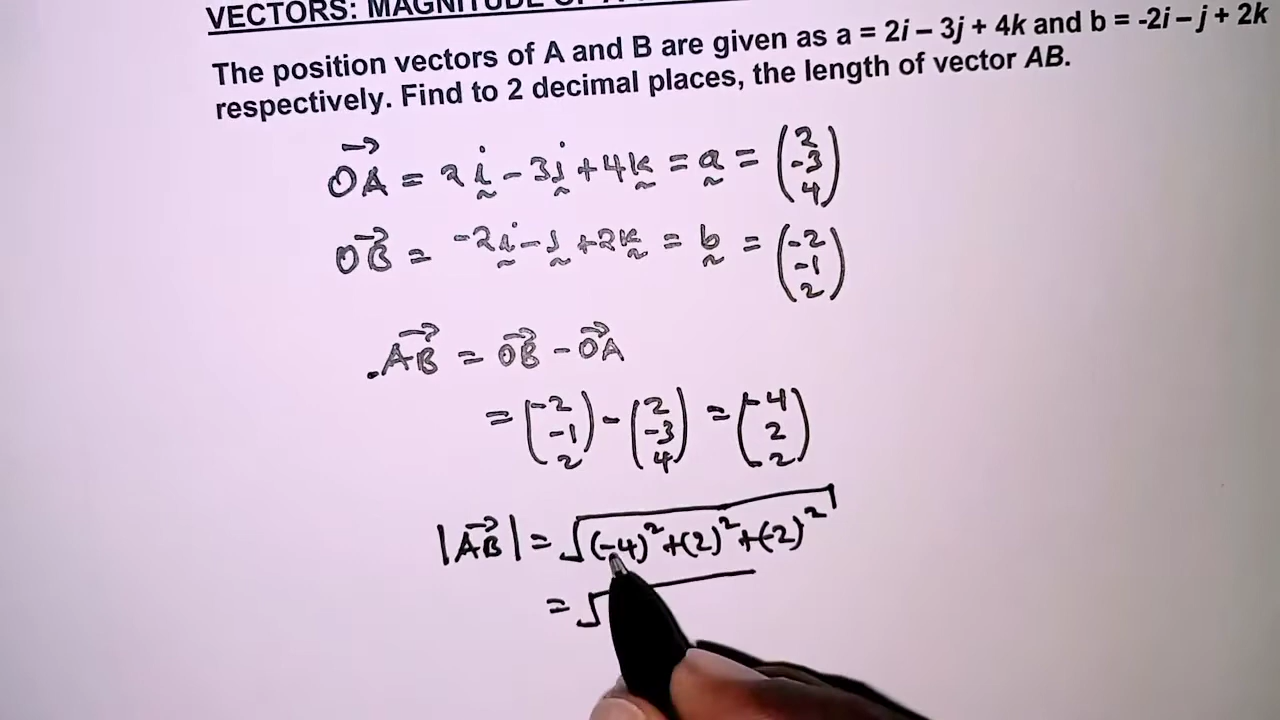 VECTORS: MAGNITUDE OF
The position vectors of A and B are given as a = 2i – 3j + 4k and b = -2i – j + 2k
respectively. Find to 2 decimal places, the length of vector AB.
→OA = 2i - 3j + 4k = a = (2 -3 4)
→OB = -2i - j + 2k = b = (-2 -1 2)
→AB = →OB - →OA
= (-2 -1 2) - (2 -3 4) = (-4 2 -2)
|→AB| = √(-4)² + (2)² + (-2)²
= √